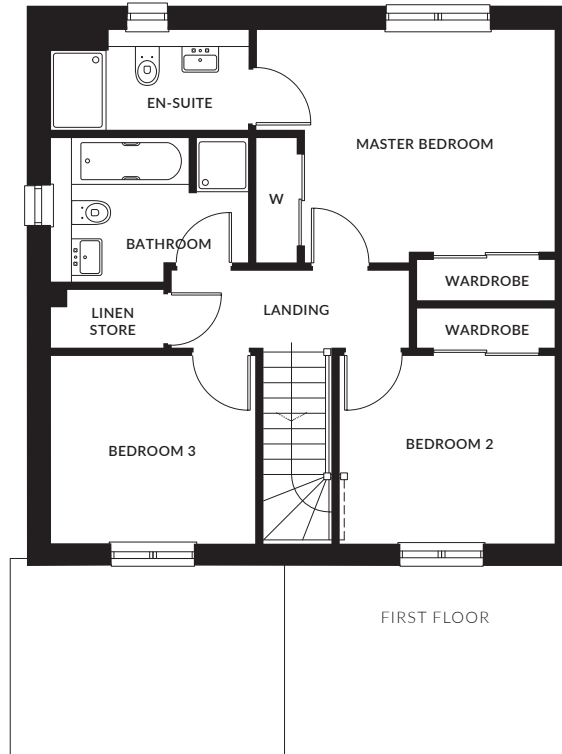 EN-SUITE
MASTER BEDROOM
W
BATHROOM
WARDROBE
LINEN
STORE
LANDING
WARDROBE
BEDROOM 3
BEDROOM 2
FIRST FLOOR